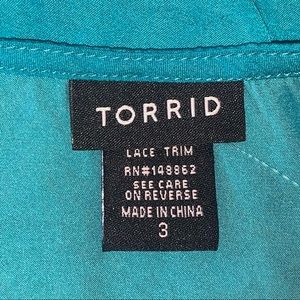 TORRID
LACE TRIM
RN#148862
SEE CARE
ON REVERSE
MADE IN CHINA
3